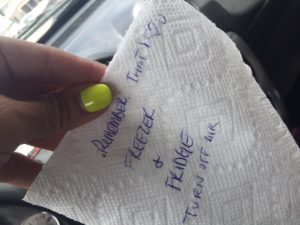 REMEMBER THAT I ♡ U
FREEZER
&
FRIDGE
TURN OFF AIR